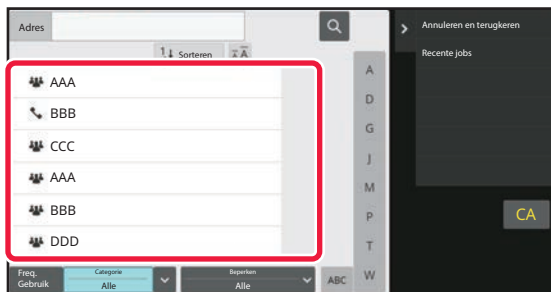 Adres
Annuleren en terugkeren
Sorteren
Recente jobs
AAA
BBB
CCC
AAA
BBB
DDD
A
D
G
J
M
P
T
W
CA
Freq.
Gebruik
Categorie
Alle
Beperken
Alle
ABC